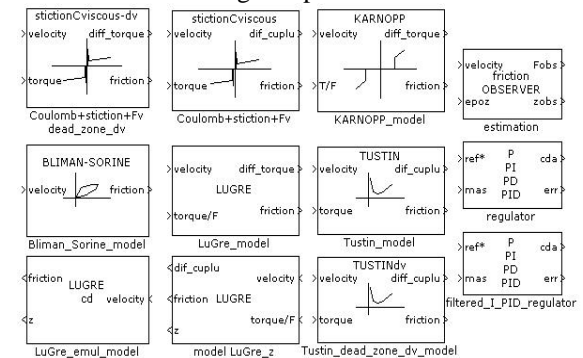 stictionCviscous-dv
velocity diff_torque
torque friction
Coulomb+stiction+Fv
dead_zone_dv
stictionCviscous
velocity dif_cuplu
torque friction
Coulomb+stiction+Fv
KARNOPP
velocity diff_torque
T/F friction
KARNOPP_model
velocity Fobs
friction
OBSERVER
epoz zobs
estimation
BLIMAN-SORINE
velocity friction
Bliman_Sorine_model
velocity diff_torque
LUGRE
torque/F friction
LuGre_model
TUSTIN
velocity dif_cuplu
torque friction
Tustin_model
ref* P cda
PI
PD
mas PID err
regulator
friction LUGRE
cd velocity
z
LuGre_emul_model
dif_cuplu velocity
friction LUGRE
z torque/F
model LuGre_z
TUSTINdv
velocity diff_cuplu
torque friction
Tustin_dead_zone_dv_model
ref* P cda
PI
PD
mas PID err
filtered_I_PID_regulator